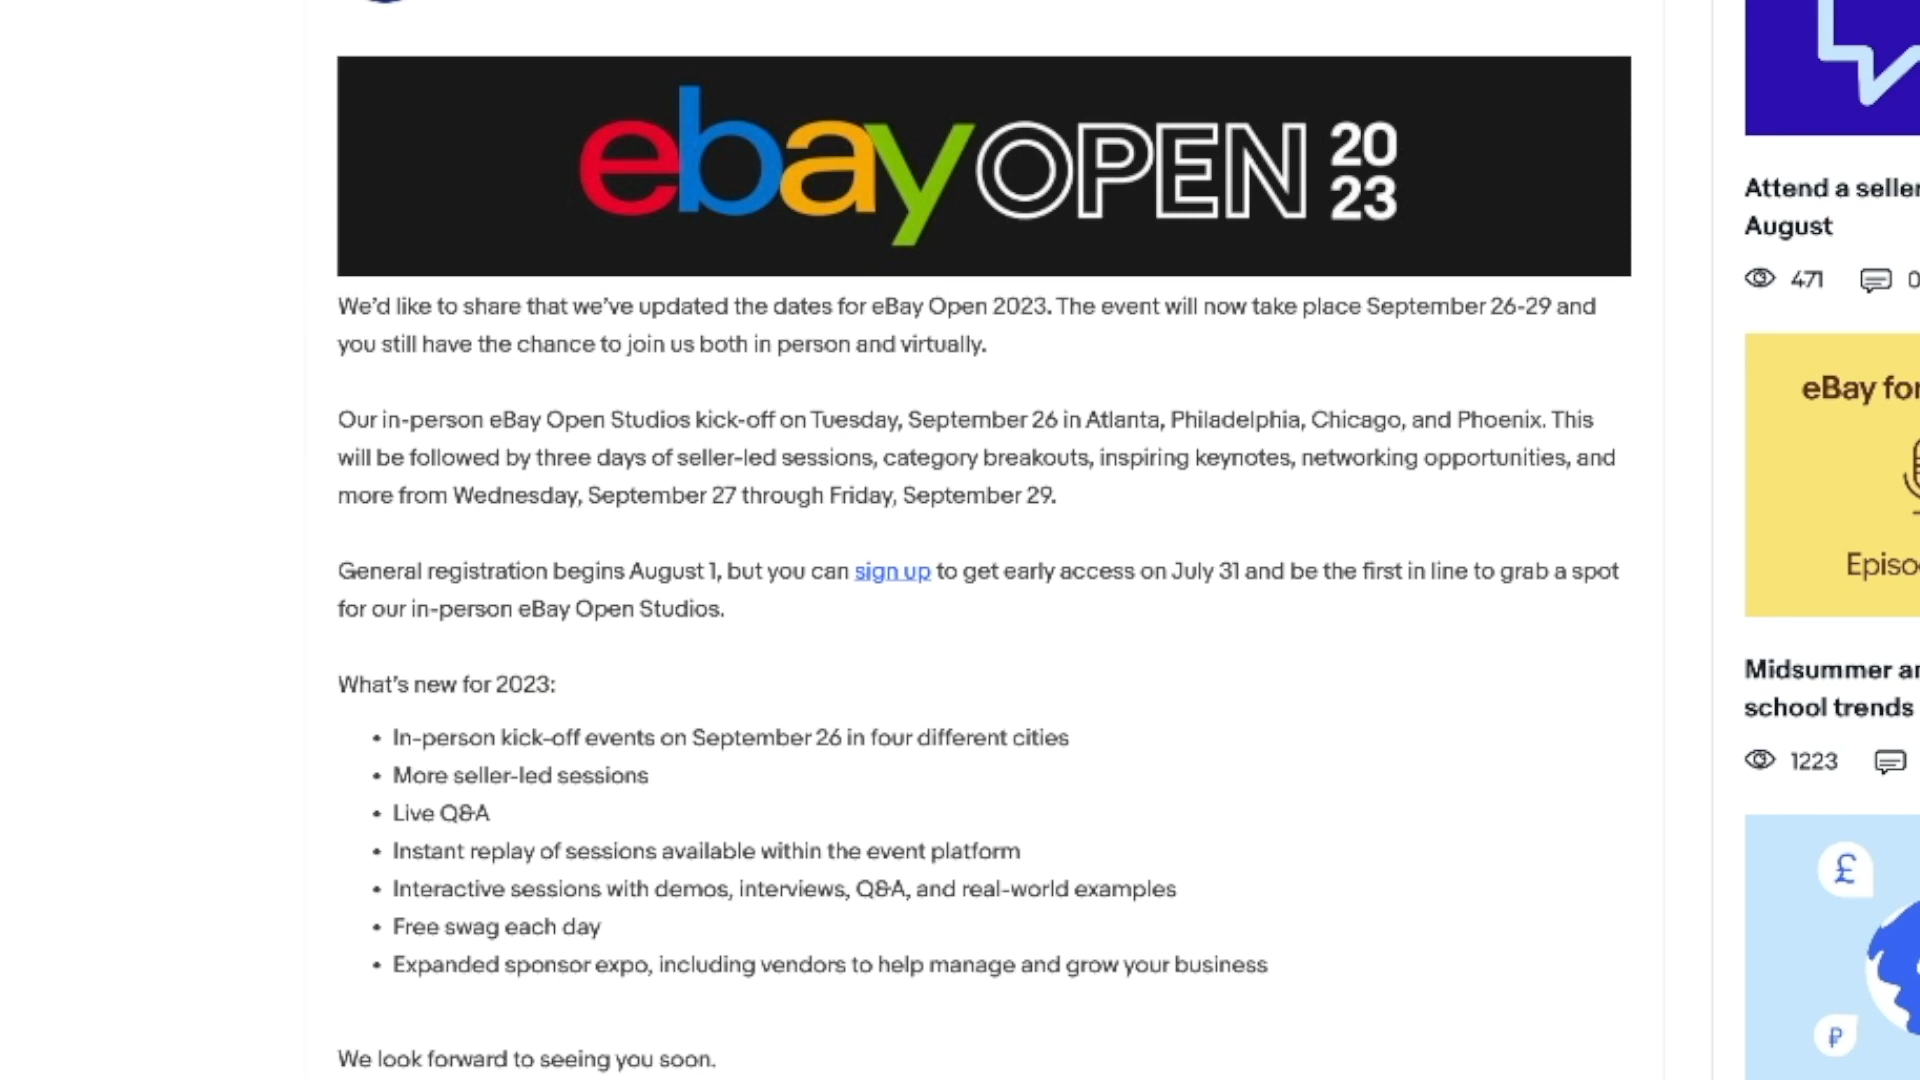 ebay OPEN 20
23
We'd like to share that we've updated the dates for eBay Open 2023. The event will now take place September 26-29 and
you still have the chance to join us both in person and virtually.
Our in-person eBay Open Studios kick-off on Tuesday, September 26 in Atlanta, Philadelphia, Chicago, and Phoenix. This
will be followed by three days of seller-led sessions, category breakouts, inspiring keynotes, networking opportunities, and
more from Wednesday, September 27 through Friday, September 29.
General registration begins August 1, but you can sign up to get early access on July 31 and be the first in line to grab a spot
for our in-person eBay Open Studios.
What's new for 2023:
• In-person kick-off events on September 26 in four different cities
• More seller-led sessions
• Live Q&A
• Instant replay of sessions available within the event platform
• Interactive sessions with demos, interviews, Q&A, and real-world examples
• Free swag each day
• Expanded sponsor expo, including vendors to help manage and grow your business
We look forward to seeing you soon.
Attend a seller
August
471 0
eBay for
Episo
Midsummer an
school trends
1223
£
₽